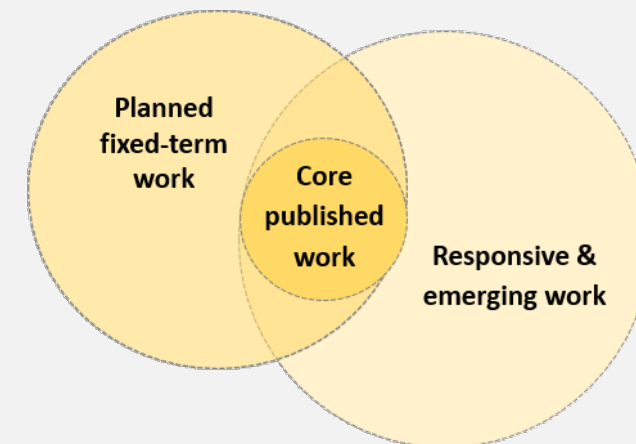 Planned
fixed-term
work
Core
published
work
Responsive &
emerging work